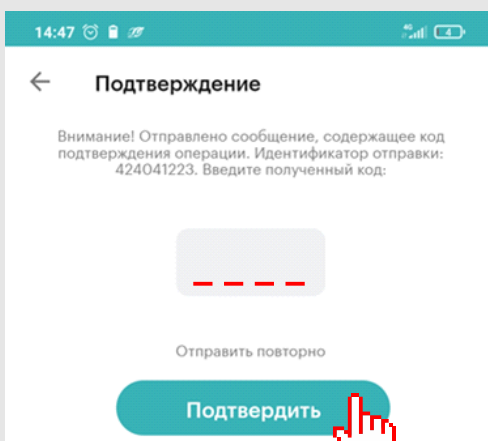 14:47 4G 4
Подтверждение
Внимание! Отправлено сообщение, содержащее код
подтверждения операции. Идентификатор отправки:
424041223. Введите полученный код:
Отправить повторно
Подтвердить